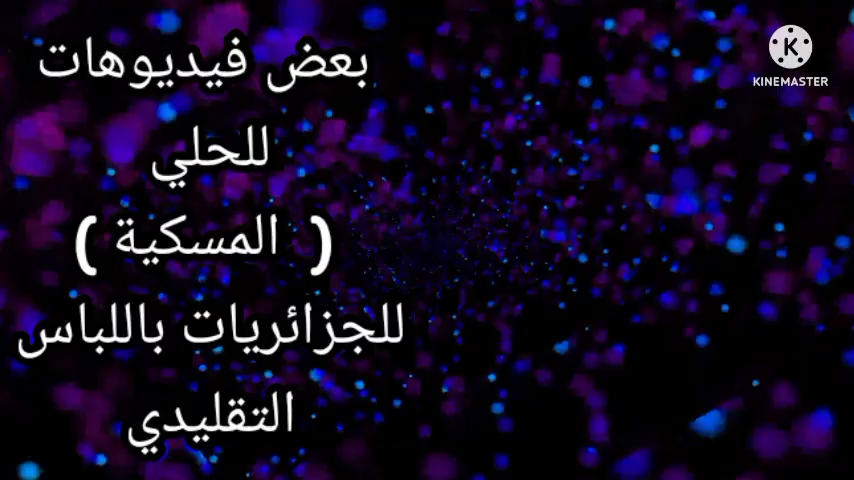 بعض فيديوهات
للحلي
( المسكية )
للجزائريات باللباس
التقليدي
K
KINEMASTER